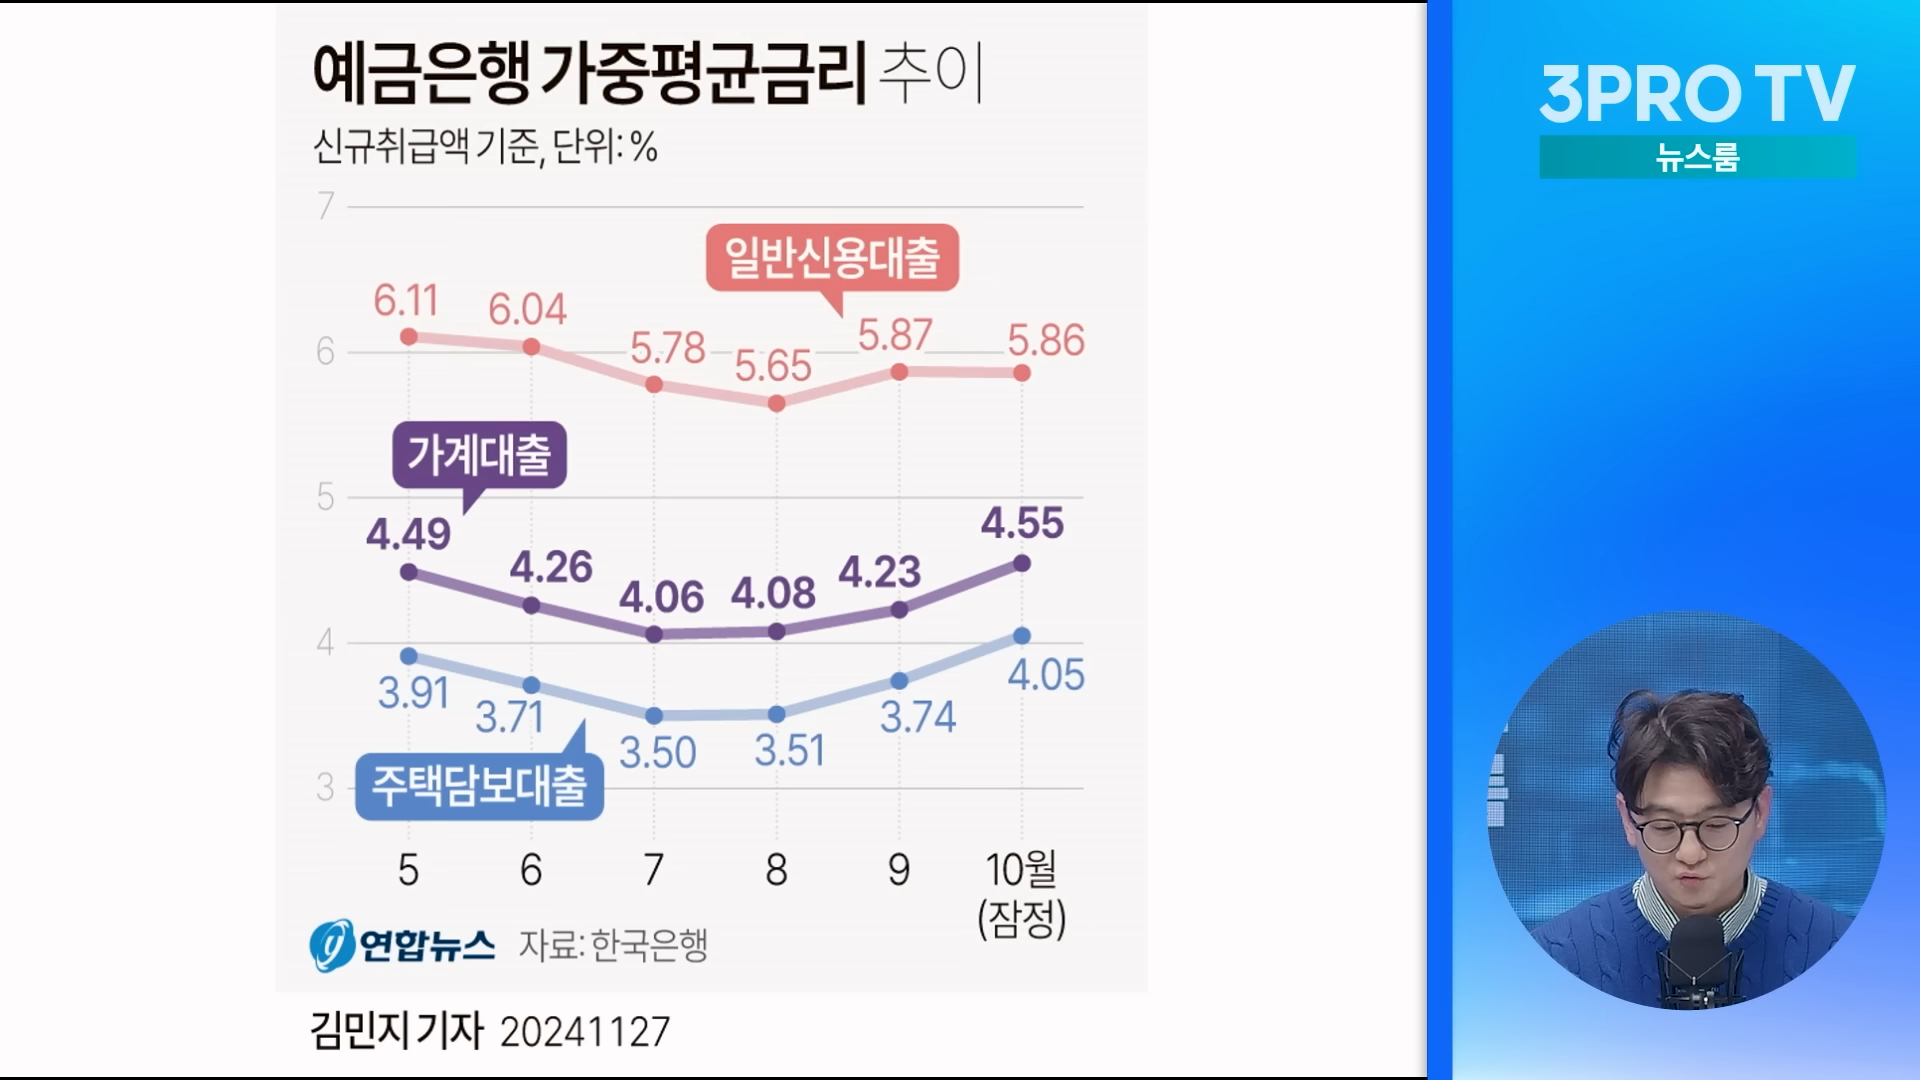 예금은행 가중평균금리 추이
신규취급액 기준, 단위: %
7
일반신용대출
6.11
6.04
5.78
5.65
5.87
5.86
6
가계대출
5
4.49
4.26
4.06
4.08
4.23
4.55
4
3.91
3.71
3.50
3.51
3.74
4.05
주택담보대출
3
5 6 7 8 9 10월
(잠정)
y 연합뉴스 자료: 한국은행
김민지 기자 20241127
3PRO TV
뉴스룸